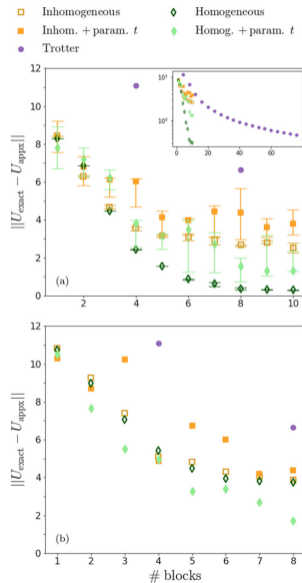 Inhomogeneous
Homogeneous
Inhom. + param. t
Homog. + param. t
Trotter
||U_exact − U_appx||
12
10
8
6
4
2
0
10¹
10⁰
0 20 40 60
(a)
2 4 6 8 10
||U_exact − U_appx||
12
10
8
6
4
2
0
(b)
1 2 3 4 5 6 7 8
# blocks